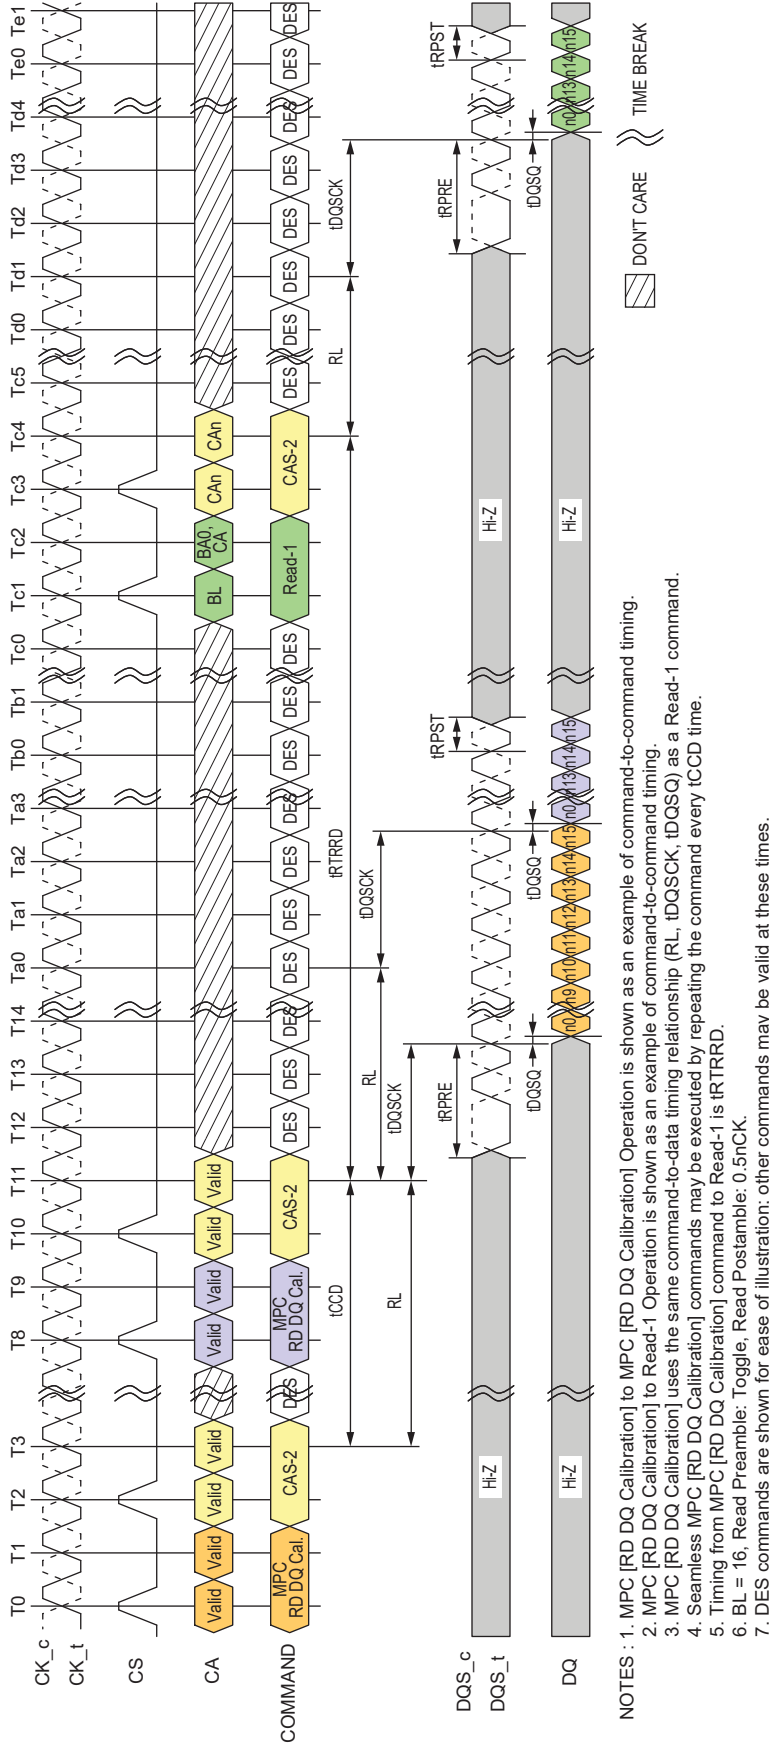 T0 T1 T2 T3 T8 T9 T10 T11 T12 T13 T14 Ta0 Ta1 Ta2 Ta3 Tb0 Tb1 Tc0 Tc1 Tc2 Tc3 Tc4 Tc5 Td0 Td1 Td2 Td3 Td4 Te0 Te1
CK_c
CK_t
CS
CA
Valid Valid Valid Valid Valid Valid Valid Valid BL BA0, CA CAn CAn
COMMAND
MPC RD DQ Cal. CAS-2 DES MPC RD DQ Cal. CAS-2 DES DES DES DES DES DES DES DES DES DES Read-1 CAS-2 DES DES DES DES DES DES DES DES
tCCD tRTRRD RL tDQSCK
RL tDQSCK
RL tDQSCK
tRPRE tRPST tRPRE tRPST
DQS_c
DQS_t
Hi-Z Hi-Z
tDQSQ tDQSQ tDQSQ
DQ
Hi-Z n0 n9 n10 n11 n12 n13 n14 n15 n0 n13 n14 n15 Hi-Z n0 n13 n14 n15
DON'T CARE TIME BREAK
NOTES : 1. MPC [RD DQ Calibration] to MPC [RD DQ Calibration] Operation is shown as an example of command-to-command timing.
2. MPC [RD DQ Calibration] to Read-1 Operation is shown as an example of command-to-command timing.
3. MPC [RD DQ Calibration] uses the same command-to-data timing relationship (RL, tDQSCK, tDQSQ) as a Read-1 command.
4. Seamless MPC [RD DQ Calibration] commands may be executed by repeating the command every tCCD time.
5. Timing from MPC [RD DQ Calibration] command to Read-1 is tRTRRD.
6. BL = 16, Read Preamble: Toggle, Read Postamble: 0.5nCK.
7. DES commands are shown for ease of illustration; other commands may be valid at these times.